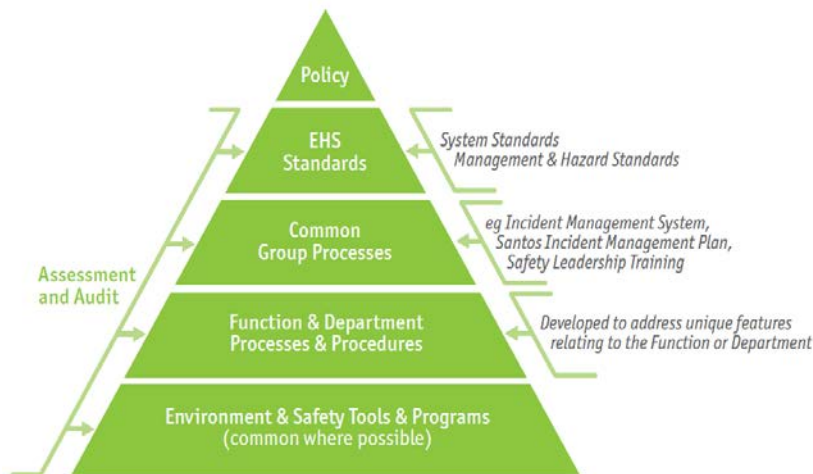 Policy
EHS
Standards
System Standards
Management & Hazard Standards
Common
Group Processes
eg Incident Management System,
Santos Incident Management Plan,
Safety Leadership Training
Assessment
and Audit
Function & Department
Processes & Procedures
Developed to address unique features
relating to the Function or Department
Environment & Safety Tools & Programs
(common where possible)